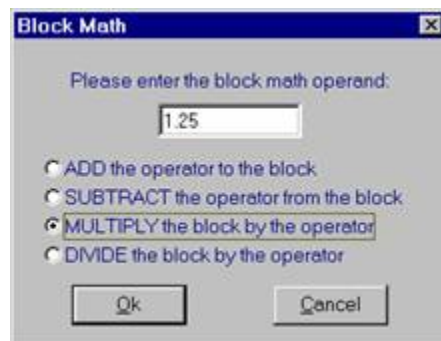 Block Math
Please enter the block math operand:
1.25
ADD the operator to the block
SUBTRACT the operator from the block
MULTIPLY the block by the operator
DIVIDE the block by the operator
Ok Cancel